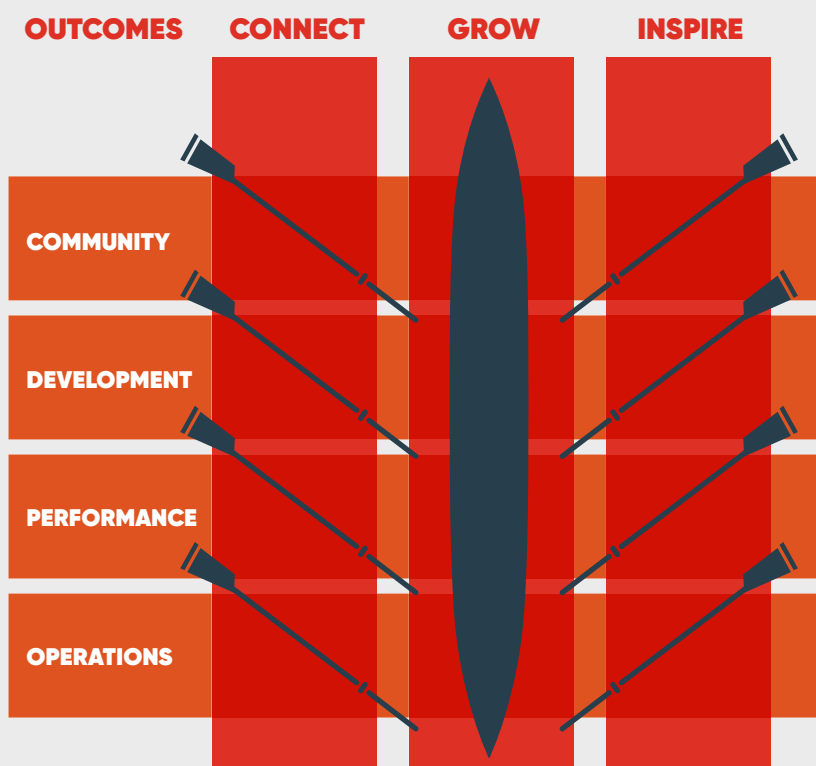 OUTCOMES CONNECT GROW INSPIRE
COMMUNITY
DEVELOPMENT
PERFORMANCE
OPERATIONS